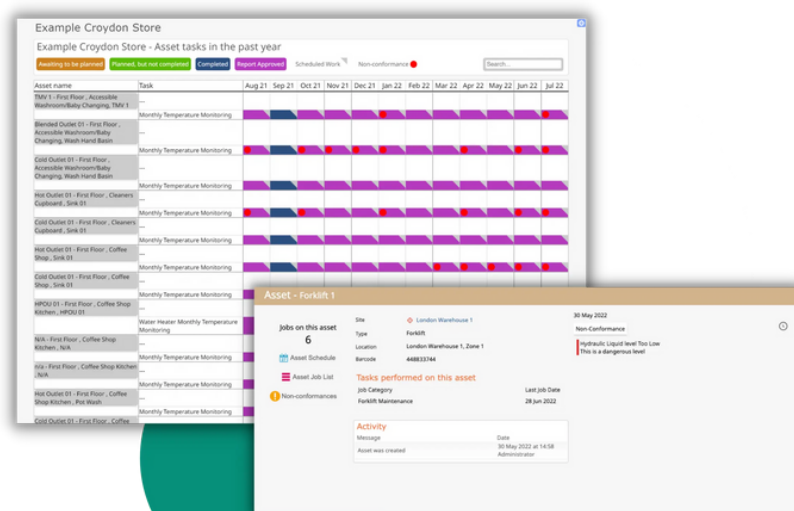 Example Croydon Store
Example Croydon Store - Asset tasks in the past year
Awaiting to be planned
Planned, but not completed
Completed
Report Approved
Scheduled Work
Non-conformance
Search...
Asset name Task Aug 21 Sep 21 Oct 21 Nov 21 Dec 21 Jan 22 Feb 22 Mar 22 Apr 22 May 22 Jun 22 Jul 22
TMV 1 - First Floor , Accessible
Washroom/Baby Changing, TMV 1
---
Monthly Temperature Monitoring
Blended Outlet 01 - First Floor ,
Accessible Washroom/Baby
Changing, Wash Hand Basin
---
Monthly Temperature Monitoring
Cold Outlet 01 - First Floor ,
Accessible Washroom/Baby
Changing, Wash Hand Basin
---
Monthly Temperature Monitoring
Hot Outlet 01 - First Floor , Cleaners
Cupboard , Sink 01
---
Monthly Temperature Monitoring
Cold Outlet 01 - First Floor , Cleaners
Cupboard , Sink 01
---
Monthly Temperature Monitoring
Hot Outlet 01 - First Floor , Coffee
Shop , Sink 01
---
Monthly Temperature Monitoring
Cold Outlet 01 - First Floor , Coffee
Shop , Sink 01
---
Monthly Temperature Monitoring
HPOU 01 - First Floor , Coffee Shop
Kitchen , HPOU 01
---
Water Heater Monthly Temperature
Monitoring
N/A - First Floor , Coffee Shop
Kitchen , N/A
---
n/a - First Floor , Coffee Shop Kitchen
, N/A
---
Hot Outlet 01 - First Floor , Coffee
Shop Kitchen , Pot Wash
---
Monthly Temperature Monitoring
Cold Outlet 01 - First Floor , Coffee
Asset - Forklift 1
Jobs on this asset
6
Asset Schedule
Asset Job List
Non-conformances
Site London Warehouse 1
Type Forklift
Location London Warehouse 1, Zone 1
Barcode 448833744
Tasks performed on this asset
Job Category Last Job Date
Forklift Maintenance 28 Jun 2022
Activity
Message Date
Asset was created 30 May 2022 at 14:58
Administrator
30 May 2022
Non-Conformance
Hydraulic Liquid level Too Low
This is a dangerous level